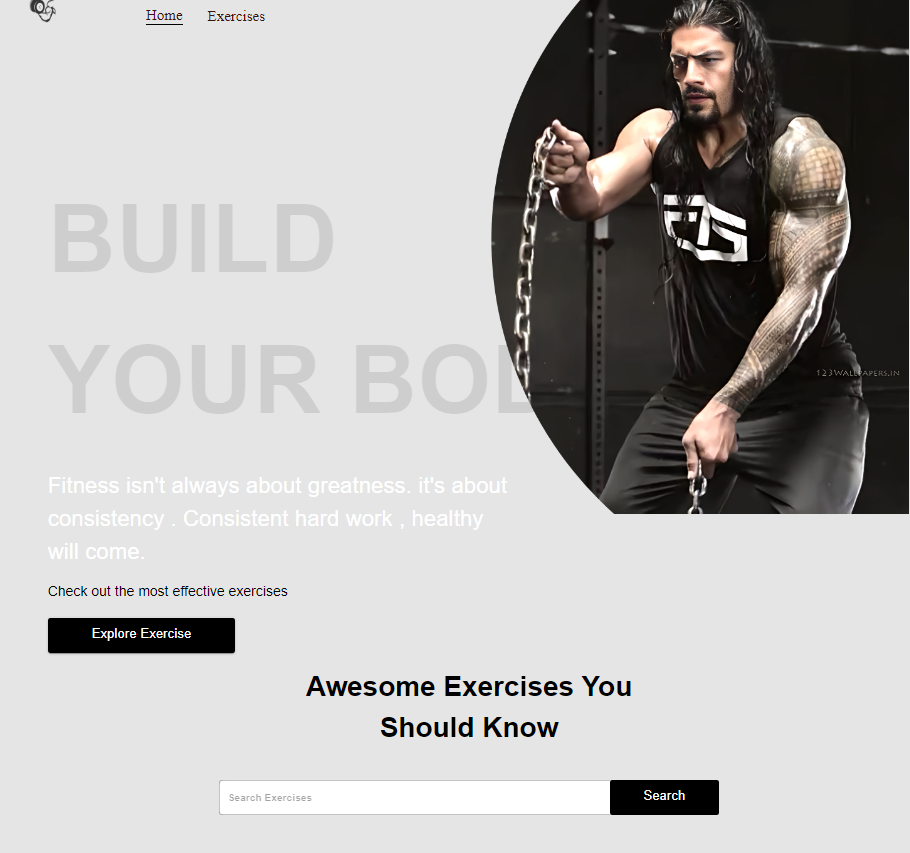 Home Exercises
BUILD
YOUR BOD
123WALLPAPERS.IN
Fitness isn't always about greatness. it's about
consistency . Consistent hard work , healthy
will come.
Check out the most effective exercises
Explore Exercise
Awesome Exercises You
Should Know
Search Exercises
Search